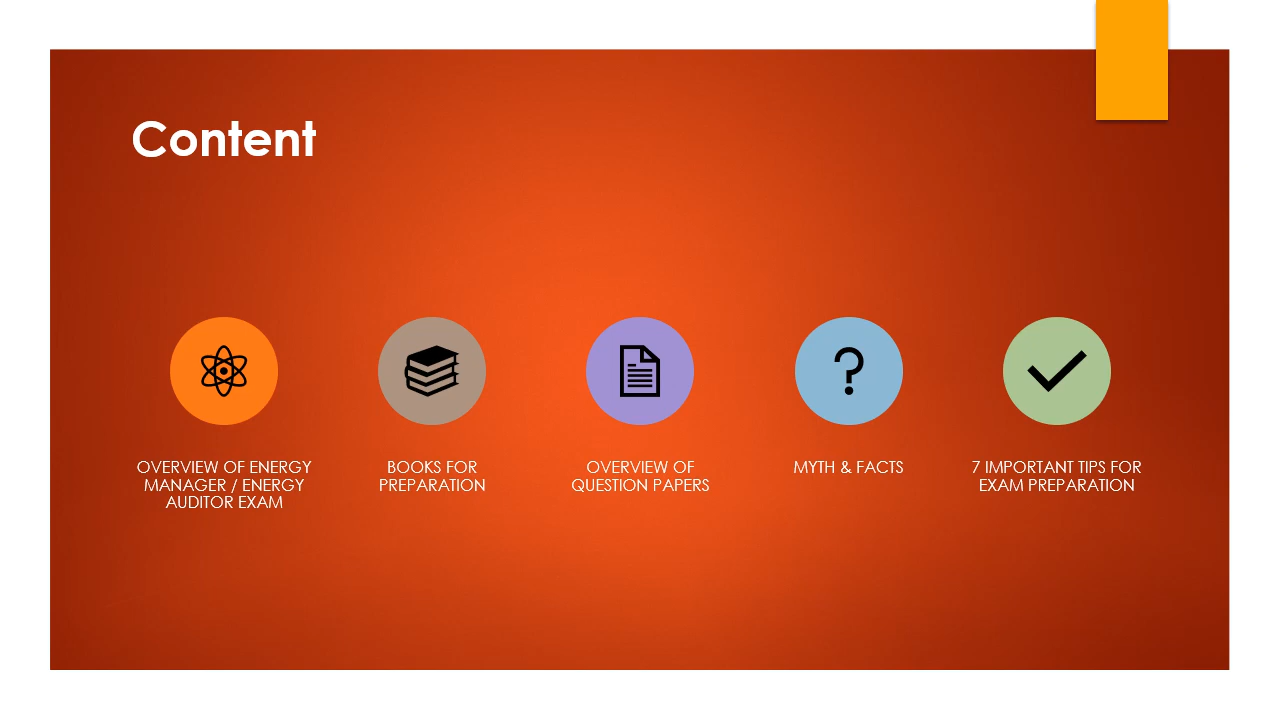 Content
OVERVIEW OF ENERGY
MANAGER / ENERGY
AUDITOR EXAM
BOOKS FOR
PREPARATION
OVERVIEW OF
QUESTION PAPERS
MYTH & FACTS
7 IMPORTANT TIPS FOR
EXAM PREPARATION